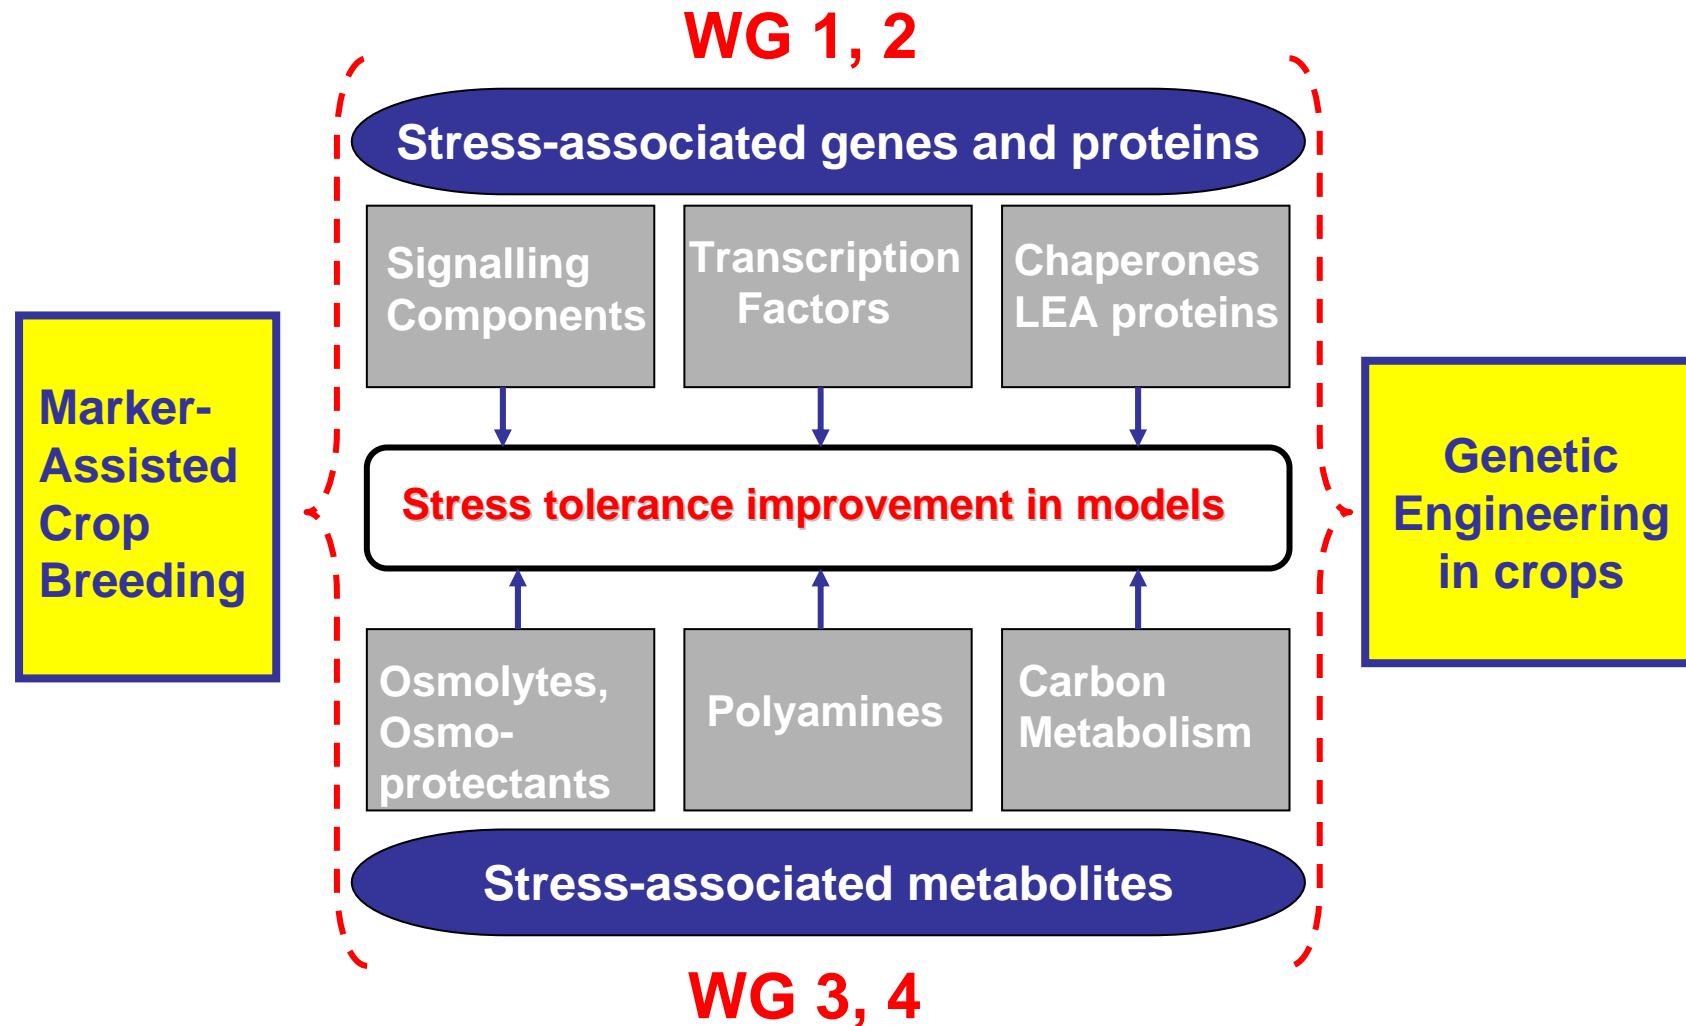 WG 1, 2
Stress-associated genes and proteins
Signalling
Components
Transcription
Factors
Chaperones
LEA proteins
Marker-
Assisted
Crop
Breeding
Stress tolerance improvement in models
Genetic
Engineering
in crops
Osmolytes,
Osmo-
protectants
Polyamines
Carbon
Metabolism
Stress-associated metabolites
WG 3, 4